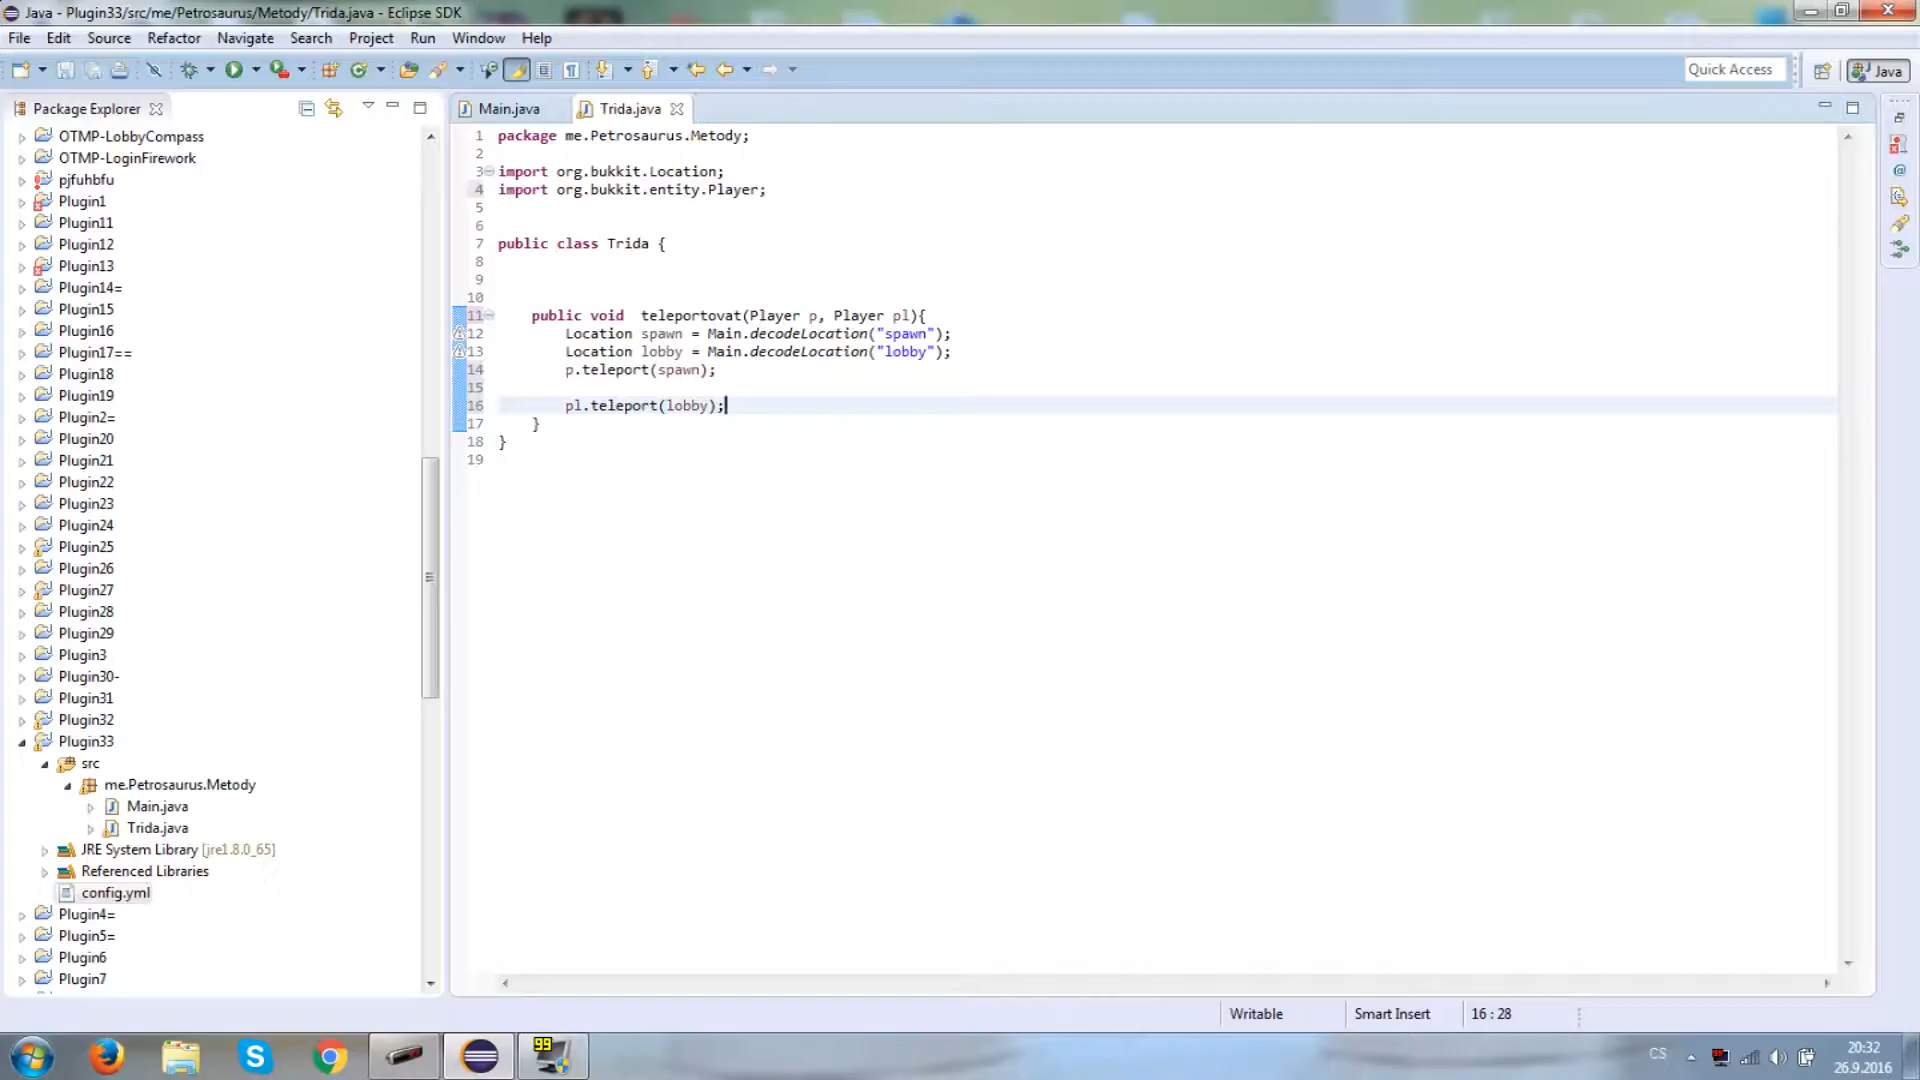 Java - Plugin33/src/me/Petrosaurus/Metody/Trida.java - Eclipse SDK
File Edit Source Refactor Navigate Search Project Run Window Help
Quick Access
Java
Package Explorer
Main.java
Trida.java
OTMP-LobbyCompass
OTMP-LoginFirework
pjfuhbfu
Plugin1
Plugin11
Plugin12
Plugin13
Plugin14=
Plugin15
Plugin16
Plugin17==
Plugin18
Plugin19
Plugin2=
Plugin20
Plugin21
Plugin22
Plugin23
Plugin24
Plugin25
Plugin26
Plugin27
Plugin28
Plugin29
Plugin3
Plugin30-
Plugin31
Plugin32
Plugin33
src
me.Petrosaurus.Metody
Main.java
Trida.java
JRE System Library [jre1.8.0_65]
Referenced Libraries
config.yml
Plugin4=
Plugin5=
Plugin6
Plugin7
1 package me.Petrosaurus.Metody;
2
3 import org.bukkit.Location;
4 import org.bukkit.entity.Player;
5
6
7 public class Trida {
8
9
10
11 public void  teleportovat(Player p, Player pl){
12 Location spawn = Main.decodeLocation("spawn");
13 Location lobby = Main.decodeLocation("lobby");
14 p.teleport(spawn);
15
16 pl.teleport(lobby);
17 }
18 }
19
Writable
Smart Insert
16 : 28
99
CS
20:32
26.9.2016